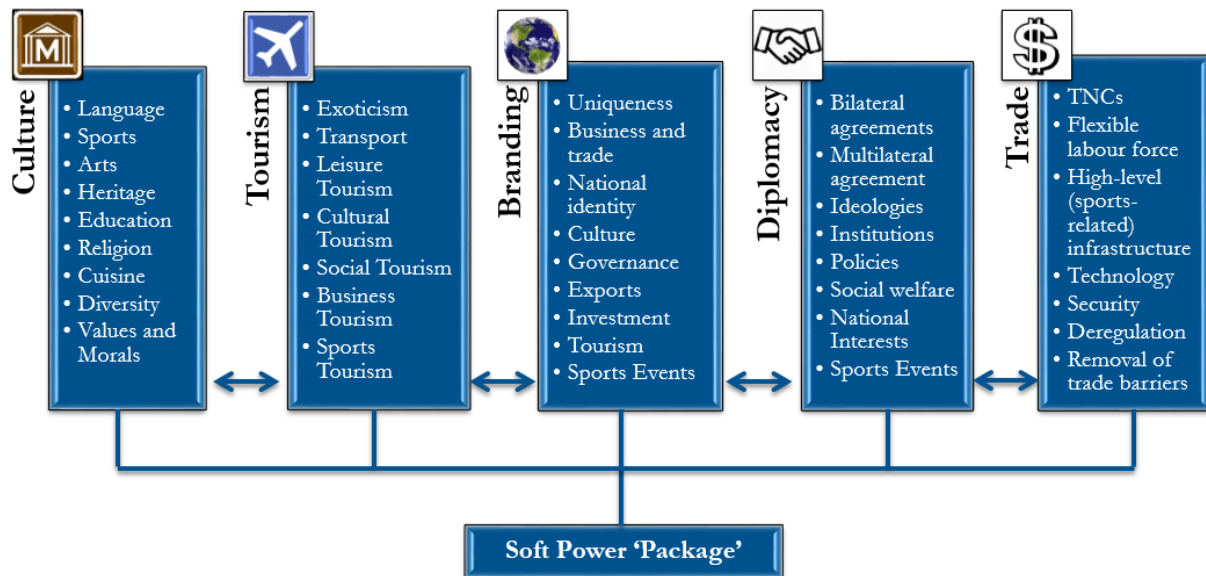 M
Culture
• Language
• Sports
• Arts
• Heritage
• Education
• Religion
• Cuisine
• Diversity
• Values and
Morals
Tourism
• Exoticism
• Transport
• Leisure
Tourism
• Cultural
Tourism
• Social Tourism
• Business
Tourism
• Sports
Tourism
Branding
• Uniqueness
• Business and
trade
• National
identity
• Culture
• Governance
• Exports
• Investment
• Tourism
• Sports Events
Diplomacy
• Bilateral
agreements
• Multilateral
agreement
• Ideologies
• Institutions
• Policies
• Social welfare
• National
Interests
• Sports Events
$
Trade
• TNCs
• Flexible
labour force
• High-level
(sports-
related)
infrastructure
• Technology
• Security
• Deregulation
• Removal of
trade barriers
Soft Power ‘Package’